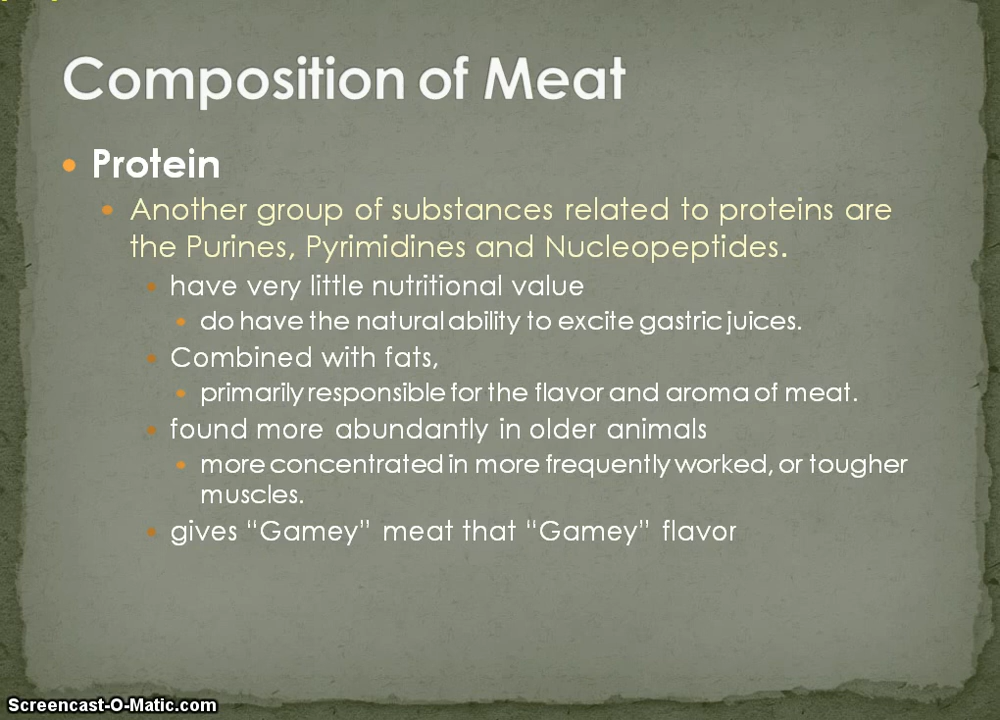 Composition of Meat
• Protein
• Another group of substances related to proteins are
the Purines, Pyrimidines and Nucleopeptides.
• have very little nutritional value
• do have the natural ability to excite gastric juices.
• Combined with fats,
• primarily responsible for the flavor and aroma of meat.
• found more abundantly in older animals
• more concentrated in more frequently worked, or tougher
muscles.
• gives “Gamey” meat that “Gamey” flavor
Screencast-O-Matic.com